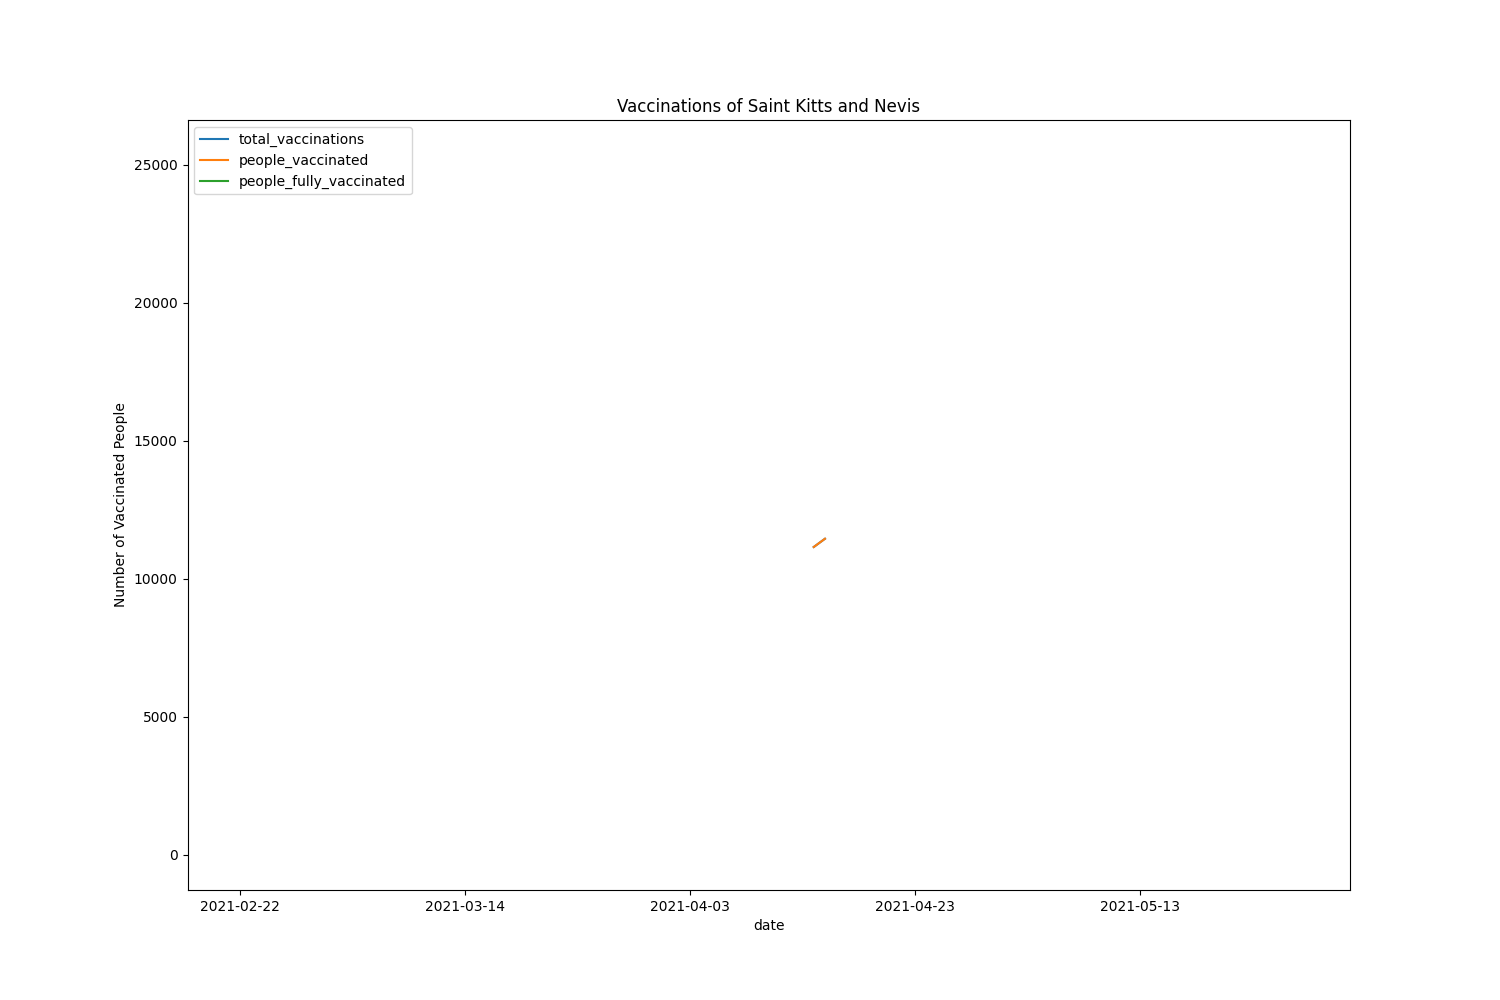 Vaccinations of Saint Kitts and Nevis
total_vaccinations
people_vaccinated
people_fully_vaccinated
25000
20000
15000
10000
5000
0
Number of Vaccinated People
2021-02-22
2021-03-14
2021-04-03
2021-04-23
2021-05-13
date